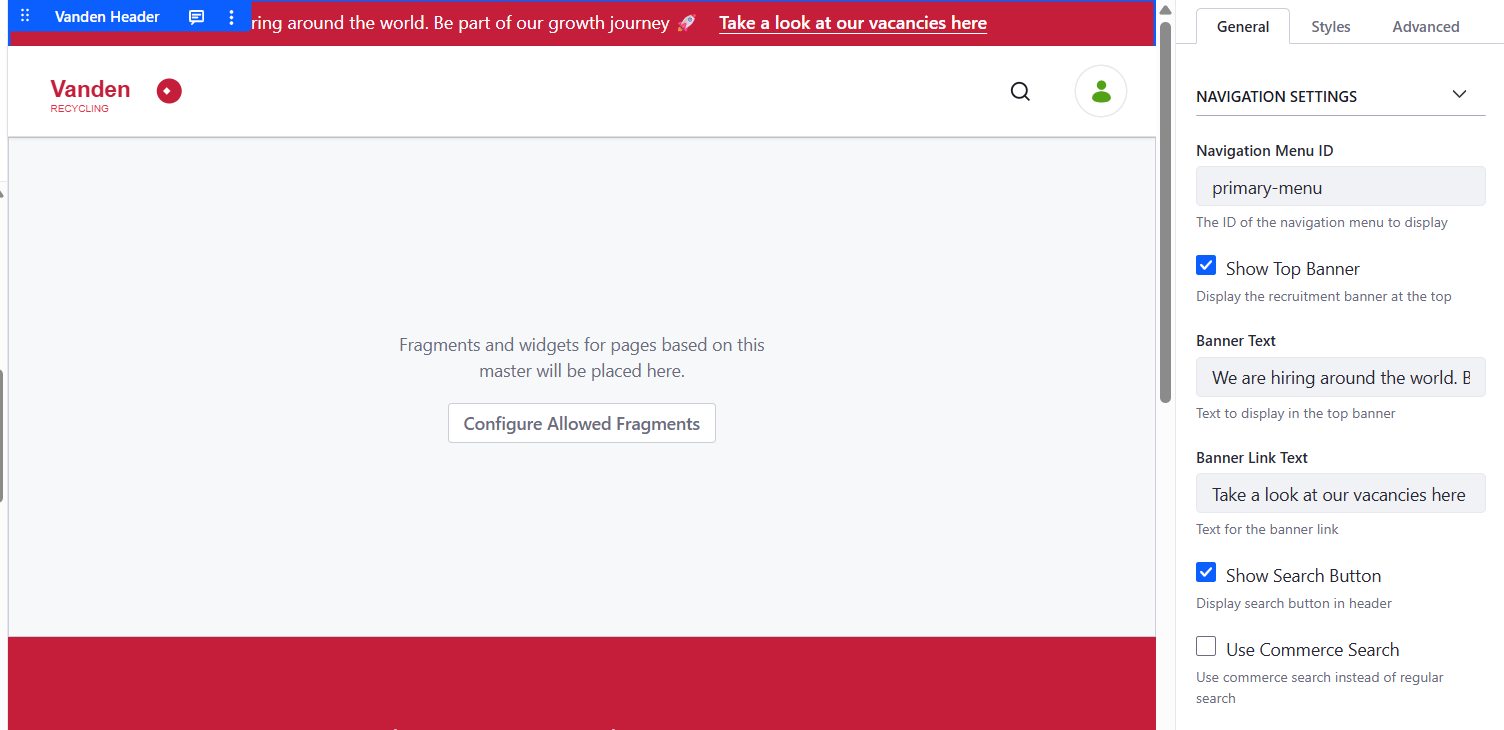 Vanden Header
ring around the world. Be part of our growth journey 🚀 Take a look at our vacancies here
Vanden
RECYCLING
Fragments and widgets for pages based on this
master will be placed here.
Configure Allowed Fragments
General Styles Advanced
NAVIGATION SETTINGS
Navigation Menu ID
primary-menu
The ID of the navigation menu to display
Show Top Banner
Display the recruitment banner at the top
Banner Text
We are hiring around the world. B
Text to display in the top banner
Banner Link Text
Take a look at our vacancies here
Text for the banner link
Show Search Button
Display search button in header
Use Commerce Search
Use commerce search instead of regular
search